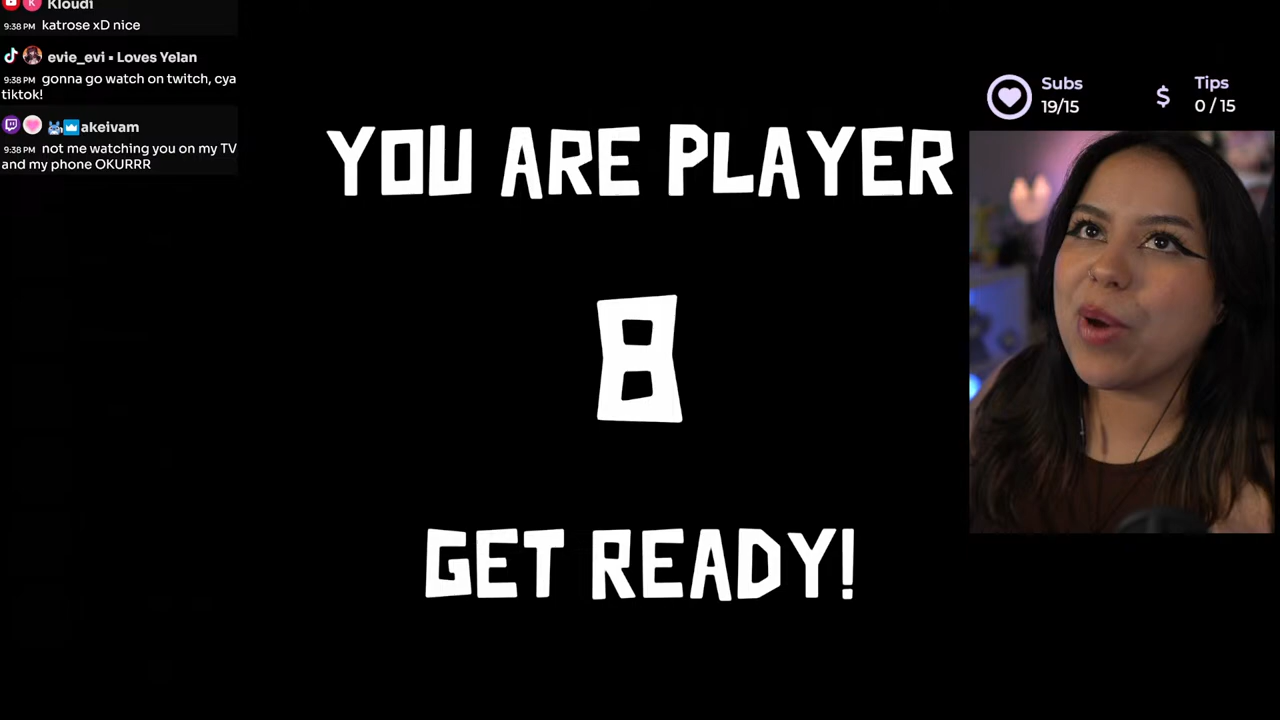 Kloudi
9:38 PM katrose xD nice
evie_evi • Loves Yelan
9:38 PM gonna go watch on twitch, cya
tiktok!
akeivam
9:38 PM not me watching you on my TV
and my phone OKURRR
Subs
19/15
$
Tips
0 / 15
YOU ARE PLAYER
8
GET READY!